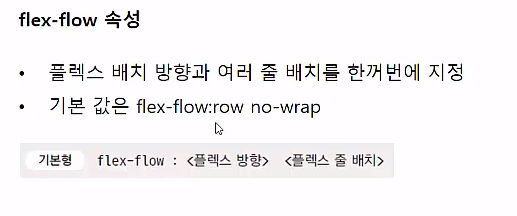 flex-flow 속성
• 플렉스 배치 방향과 여러 줄 배치를 한꺼번에 지정
• 기본 값은 flex-flow:row no-wrap
기본형 flex-flow : <플렉스 방향> <플렉스 줄 배치>